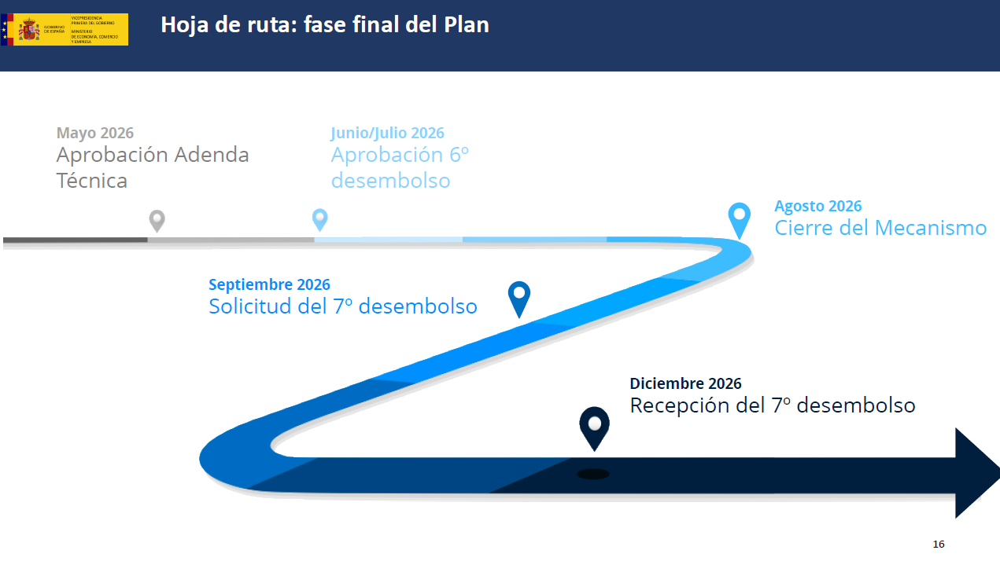 Hoja de ruta: fase final del Plan
GOBIERNO
DE ESPAÑA
VICEPRESIDENCIA
PRIMERA DEL GOBIERNO
MINISTERIO
DE ECONOMÍA, COMERCIO
Y EMPRESA
Mayo 2026
Aprobación Adenda
Técnica
Junio/Julio 2026
Aprobación 6º
desembolso
Agosto 2026
Cierre del Mecanismo
Septiembre 2026
Solicitud del 7º desembolso
Diciembre 2026
Recepción del 7º desembolso
16